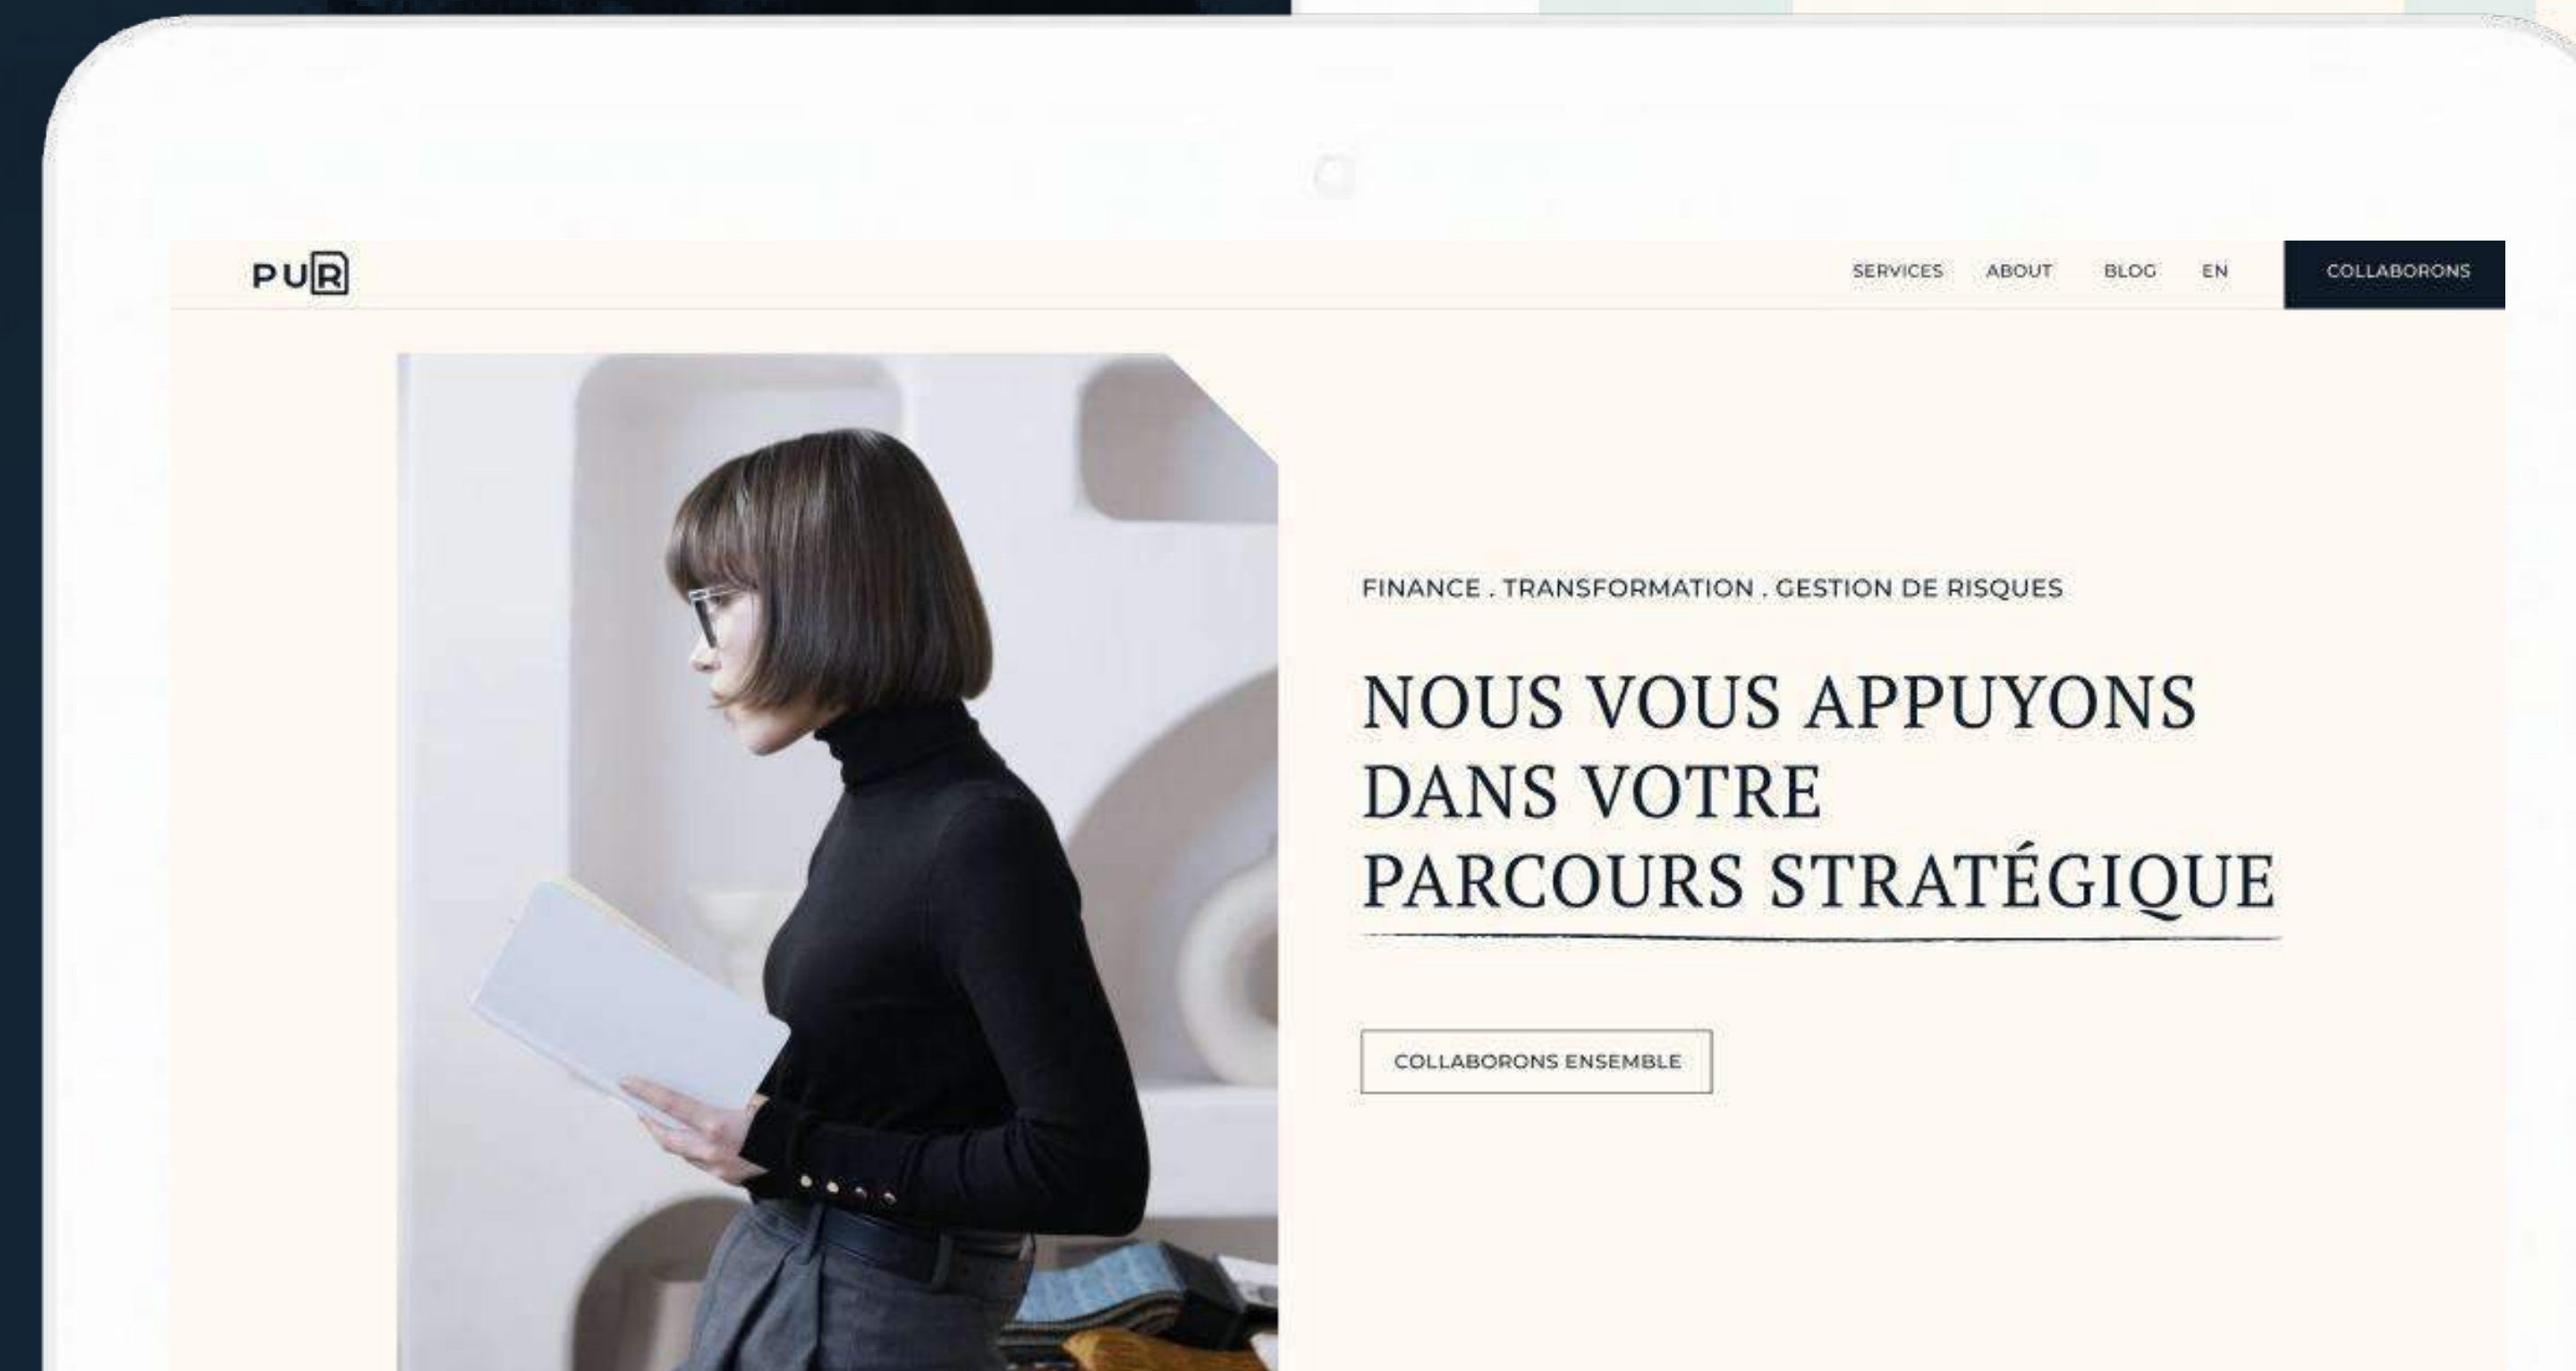 PUR
SERVICES ABOUT BLOG EN COLLABORONS
FINANCE . TRANSFORMATION . GESTION DE RISQUES
NOUS VOUS APPUYONS
DANS VOTRE
PARCOURS STRATÉGIQUE
COLLABORONS ENSEMBLE